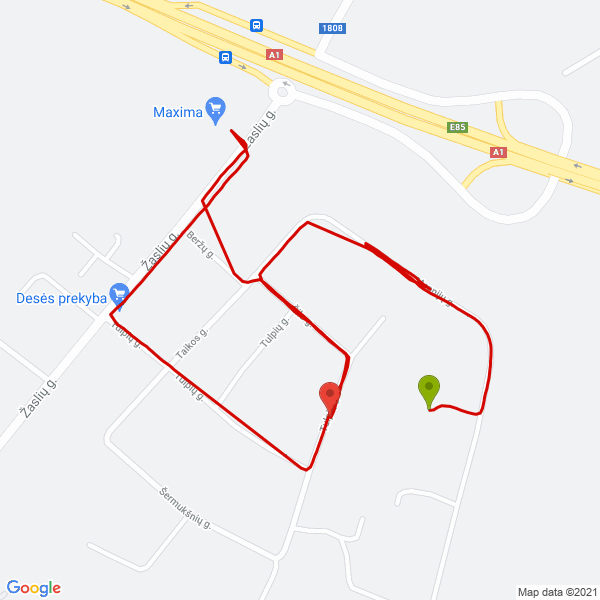 1808
A1
Maxima
Žaslių g.
E85
A1
Žaslių g.
Beržų g.
Desės prekyba
Tulpių g.
Taikos g.
Tulpių g.
Tulpių g.
Žaslių g.
Šermukšnių g.
Google
Map data ©2021